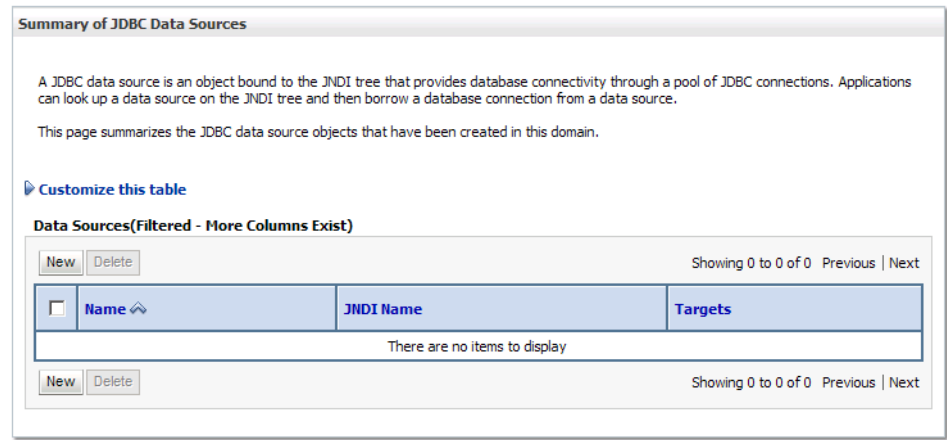 Summary of JDBC Data Sources
A JDBC data source is an object bound to the JNDI tree that provides database connectivity through a pool of JDBC connections. Applications
can look up a data source on the JNDI tree and then borrow a database connection from a data source.
This page summarizes the JDBC data source objects that have been created in this domain.
Customize this table
Data Sources(Filtered - More Columns Exist)
New Delete Showing 0 to 0 of 0 Previous | Next
Name JNDI Name Targets
There are no items to display
New Delete Showing 0 to 0 of 0 Previous | Next